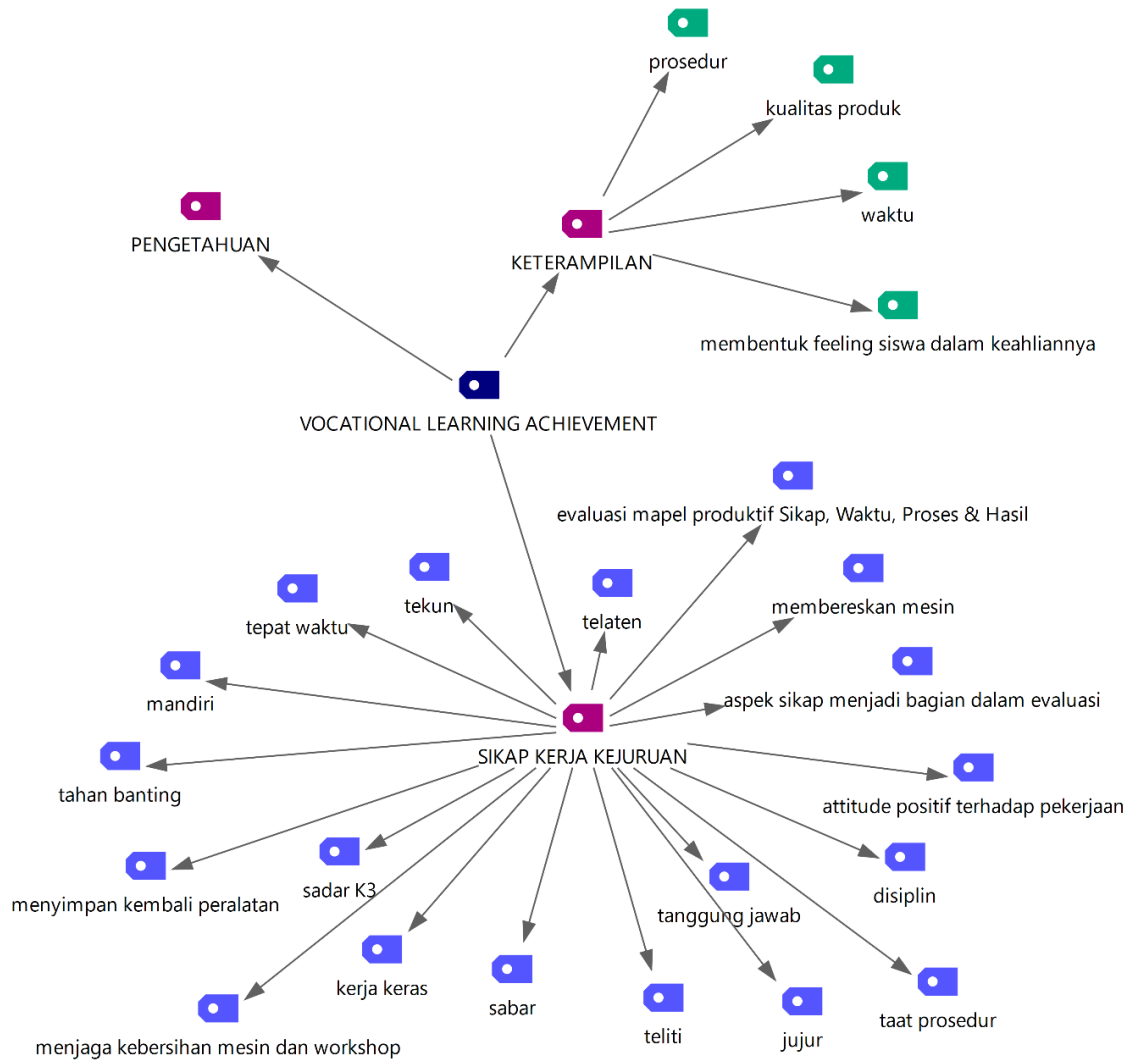 prosedur
kualitas produk
PENGETAHUAN
waktu
KETERAMPILAN
membentuk feeling siswa dalam keahliannya
VOCATIONAL LEARNING ACHIEVEMENT
evaluasi mapel produktif Sikap, Waktu, Proses & Hasil
tekun
telaten
membereskan mesin
tepat waktu
mandiri
aspek sikap menjadi bagian dalam evaluasi
SIKAP KERJA KEJURUAN
tahan banting
attitude positif terhadap pekerjaan
menyimpan kembali peralatan
sadar K3
tanggung jawab
disiplin
kerja keras
sabar
teliti
jujur
taat prosedur
menjaga kebersihan mesin dan workshop